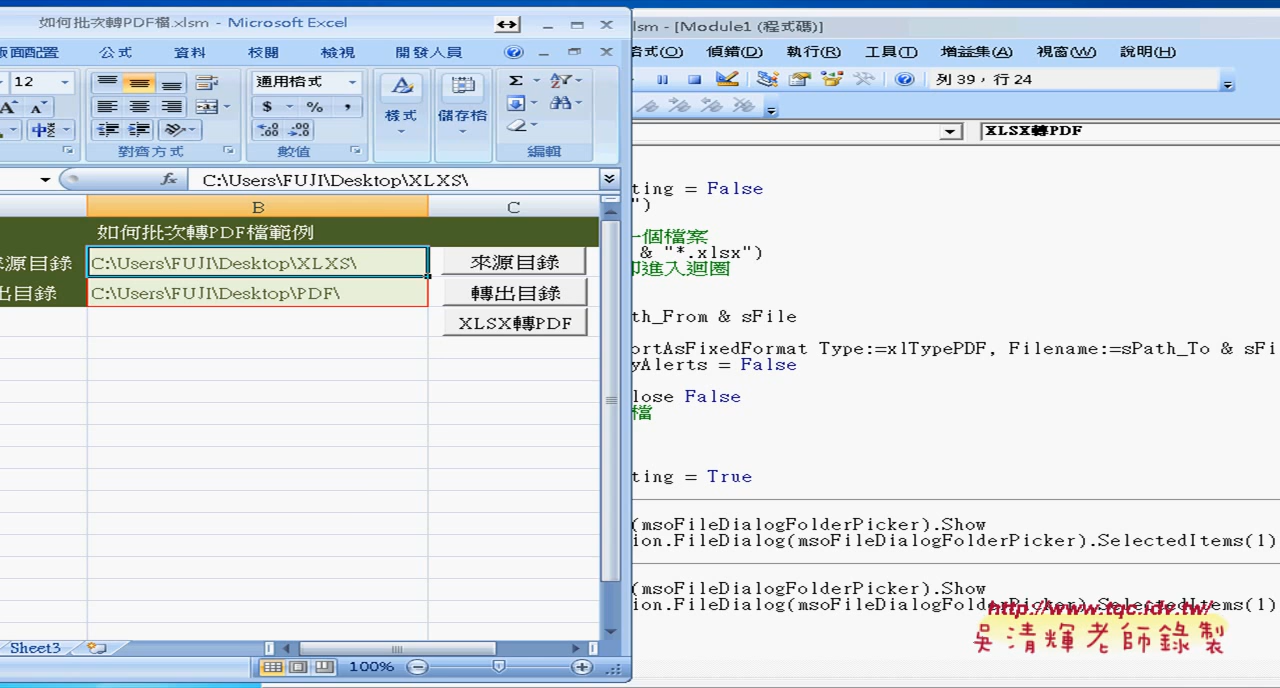 如何批次轉PDF檔.xlsm - Microsoft Excel
版面配置 公式 資料 校閱 檢視 開發人員
12 通用格式 Σ
A A $ % , 樣式 儲存格
中
對齊方式 數值 編輯
fx C:\Users\FUJI\Desktop\XLXS\
B C
如何批次轉PDF檔範例
來源目錄 C:\Users\FUJI\Desktop\XLXS\ 來源目錄
出目錄 C:\Users\FUJI\Desktop\PDF\ 轉出目錄
XLSX轉PDF
Sheet3
100%
lsm - [Module1 (程式碼)]
格式(O) 偵錯(D) 執行(R) 工具(T) 增益集(A) 視窗(W) 說明(H)
列 39，行 24
XLSX轉PDF
ting = False
")
一個檔案
& "*.xlsx")
即進入迴圈
th_From & sFile
ortAsFixedFormat Type:=xlTypePDF, Filename:=sPath_To & sFi
yAlerts = False
lose False
檔
ting = True
(msoFileDialogFolderPicker).Show
ion.FileDialog(msoFileDialogFolderPicker).SelectedItems(1)
(msoFileDialogFolderPicker).Show
ion.FileDialog(msoFileDialogFolderPicker).SelectedItems(1)
http://www.tqc.idv.tw/
吳清輝老師錄製